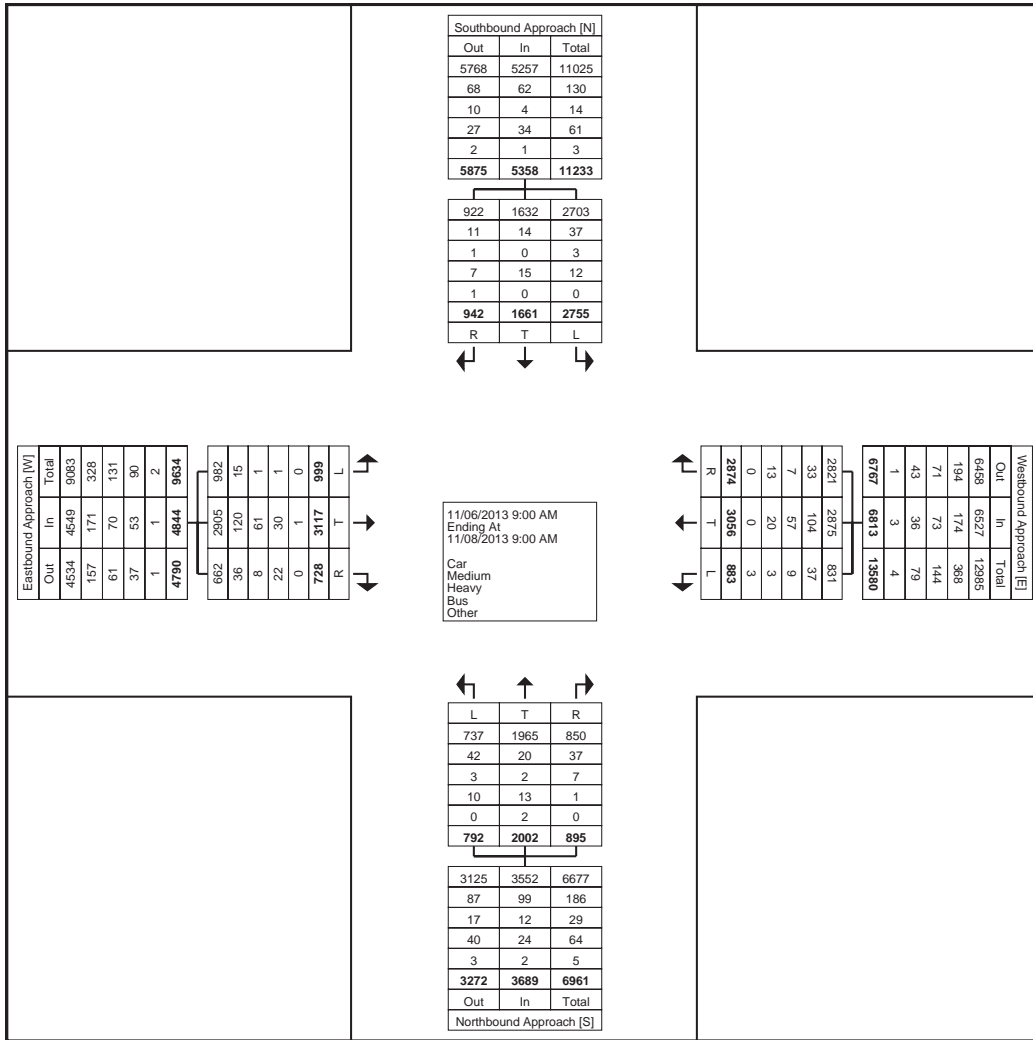 Southbound Approach [N]
Out In Total
5768 5257 11025
68 62 130
10 4 14
27 34 61
2 1 3
5875 5358 11233
922 1632 2703
11 14 37
1 0 3
7 15 12
1 0 0
942 1661 2755
R T L
Eastbound Approach [W]
Out In Total
4534 4549 9083
157 171 328
61 70 131
37 53 90
1 1 2
4790 4844 9634
662 2905 982
36 120 15
8 61 1
22 30 1
0 1 0
728 3117 999
R T L
11/06/2013 9:00 AM
Ending At
11/08/2013 9:00 AM
Car
Medium
Heavy
Bus
Other
Westbound Approach [E]
Out In Total
6458 6527 12985
194 174 368
71 73 144
43 36 79
1 3 4
6767 6813 13580
2821 2875 831
33 104 37
7 57 9
13 20 3
0 0 3
2874 3056 883
R T L
L T R
737 1965 850
42 20 37
3 2 7
10 13 1
0 2 0
792 2002 895
3125 3552 6677
87 99 186
17 12 29
40 24 64
3 2 5
3272 3689 6961
Out In Total
Northbound Approach [S]